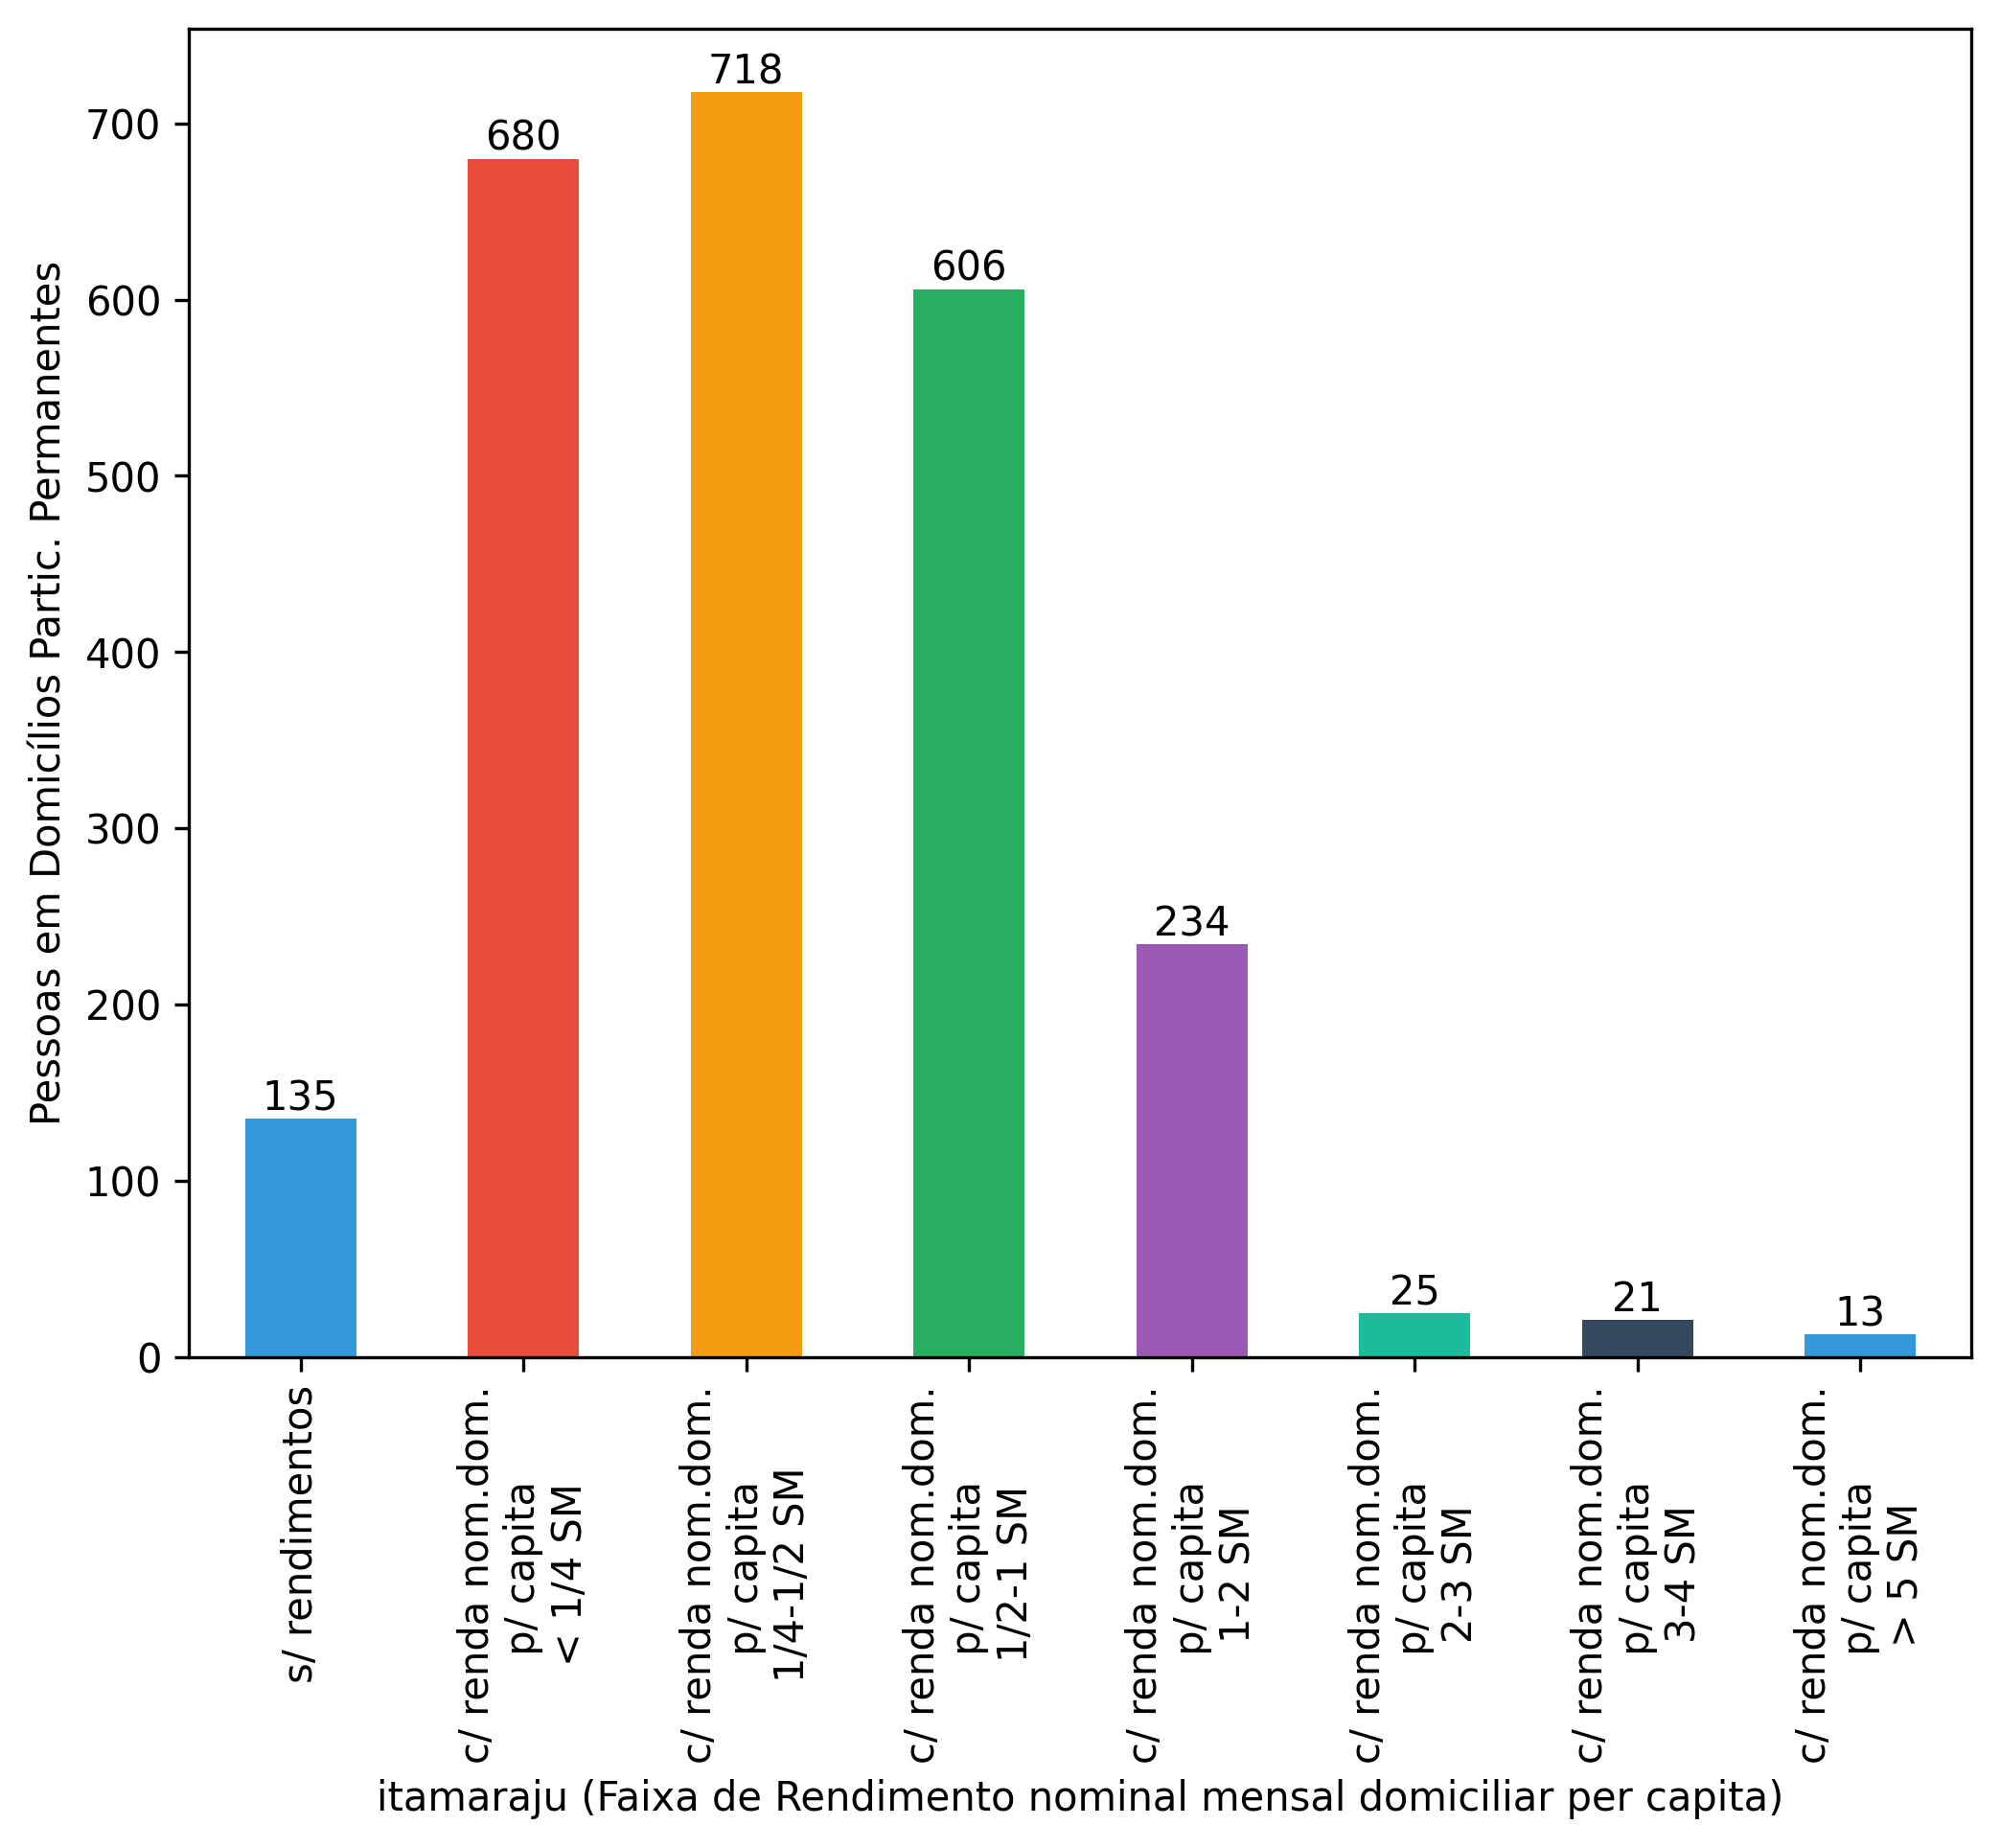 Pessoas em Domicílios Partic. Permanentes
700
600
500
400
300
200
100
0
135
680
718
606
234
25
21
13
s/ rendimentos
c/ renda nom.dom.
p/ capita
< 1/4 SM
c/ renda nom.dom.
p/ capita
1/4-1/2 SM
c/ renda nom.dom.
p/ capita
1/2-1 SM
c/ renda nom.dom.
p/ capita
1-2 SM
c/ renda nom.dom.
p/ capita
2-3 SM
c/ renda nom.dom.
p/ capita
3-4 SM
c/ renda nom.dom.
p/ capita
> 5 SM
itamaraju (Faixa de Rendimento nominal mensal domiciliar per capita)